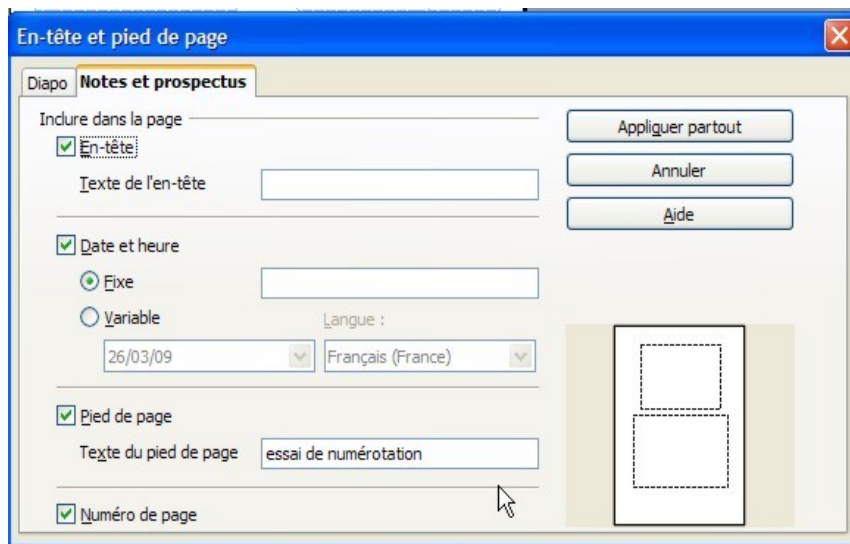 En-tête et pied de page
Diapo Notes et prospectus
Inclure dans la page
En-tête
Texte de l'en-tête
Date et heure
Fixe
Variable
Langue :
26/03/09 Français (France)
Pied de page
Texte du pied de page essai de numérotation
Numéro de page
Appliquer partout
Annuler
Aide